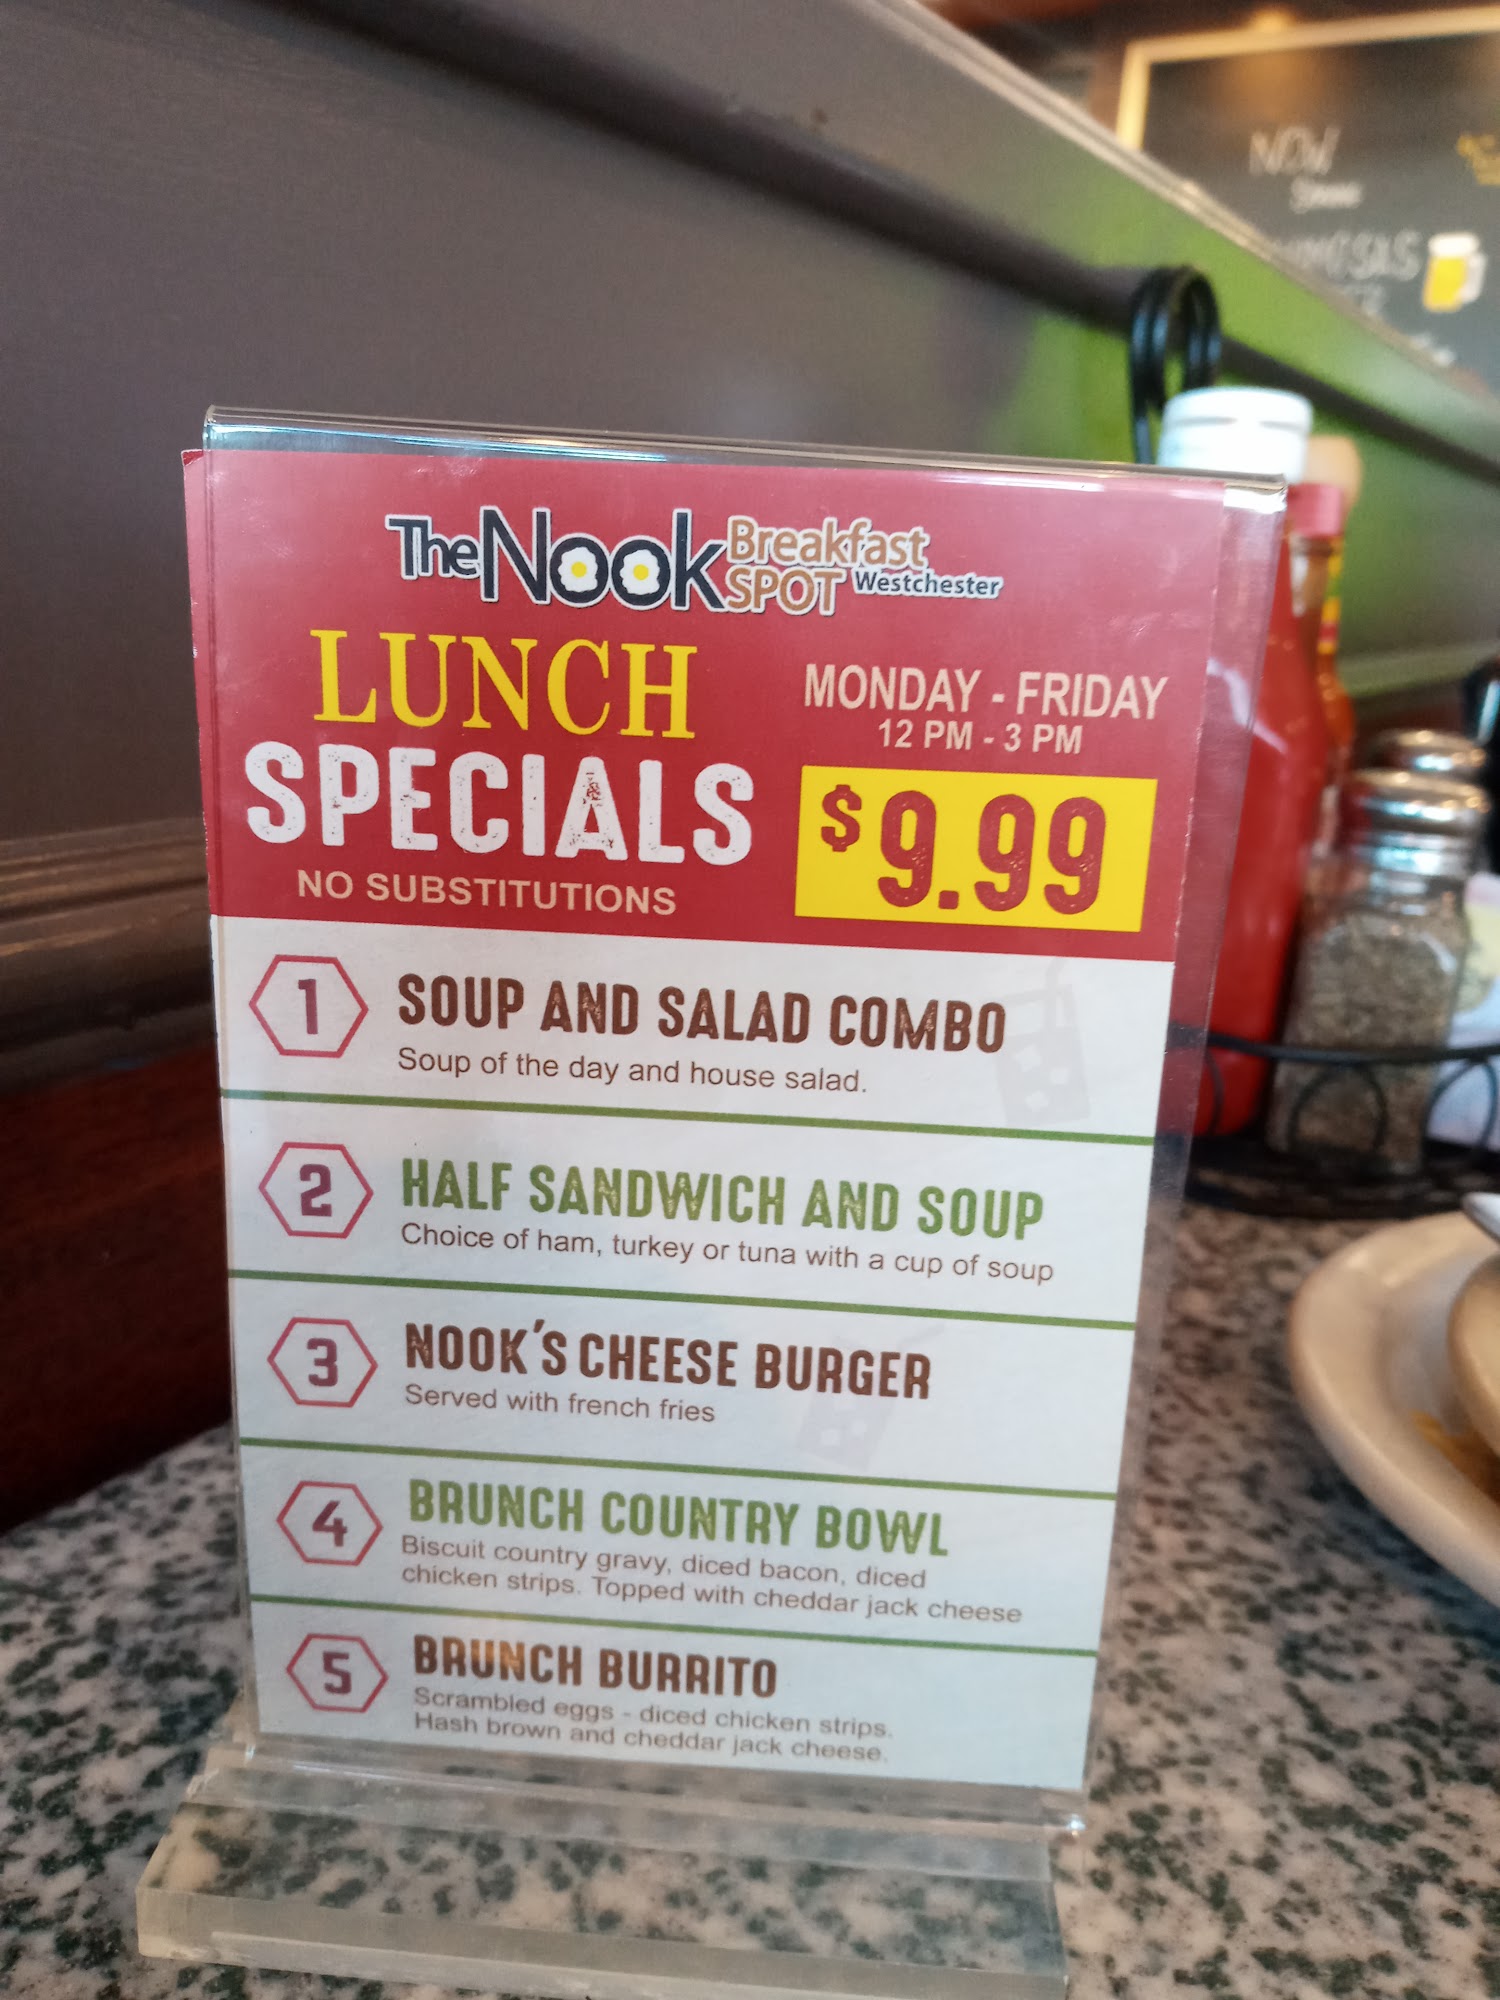 The Nook Breakfast SPOT Westchester
LUNCH
SPECIALS
NO SUBSTITUTIONS
MONDAY - FRIDAY
12 PM - 3 PM
$9.99
1 SOUP AND SALAD COMBO
Soup of the day and house salad.
2 HALF SANDWICH AND SOUP
Choice of ham, turkey or tuna with a cup of soup
3 NOOK'S CHEESE BURGER
Served with french fries
4 BRUNCH COUNTRY BOWL
Biscuit country gravy, diced bacon, diced
chicken strips. Topped with cheddar jack cheese
5 BRUNCH BURRITO
Scrambled eggs - diced chicken strips.
Hash brown and cheddar jack cheese.
NOW